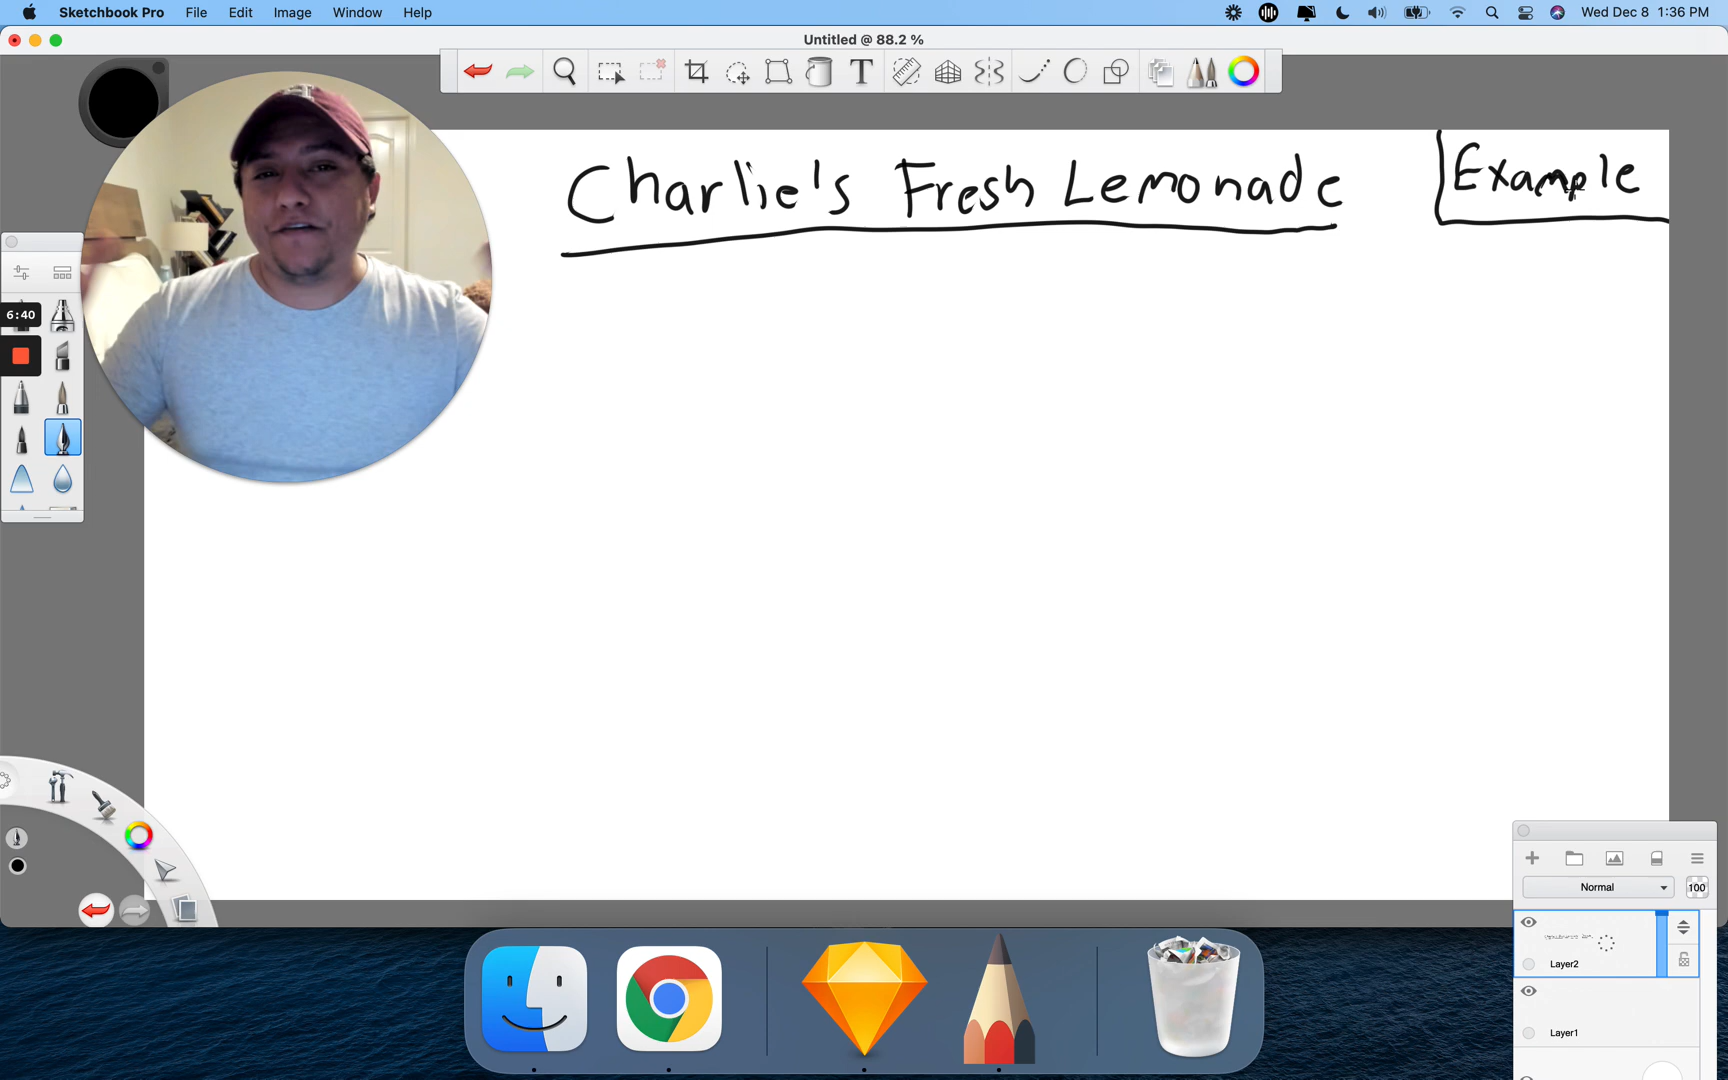 Sketchbook Pro File Edit Image Window Help Wed Dec 8 1:36 PM
Untitled @ 88.2 %
Charlie's Fresh Lemonade
Example
6:40
Normal 100
Layer2
Layer1